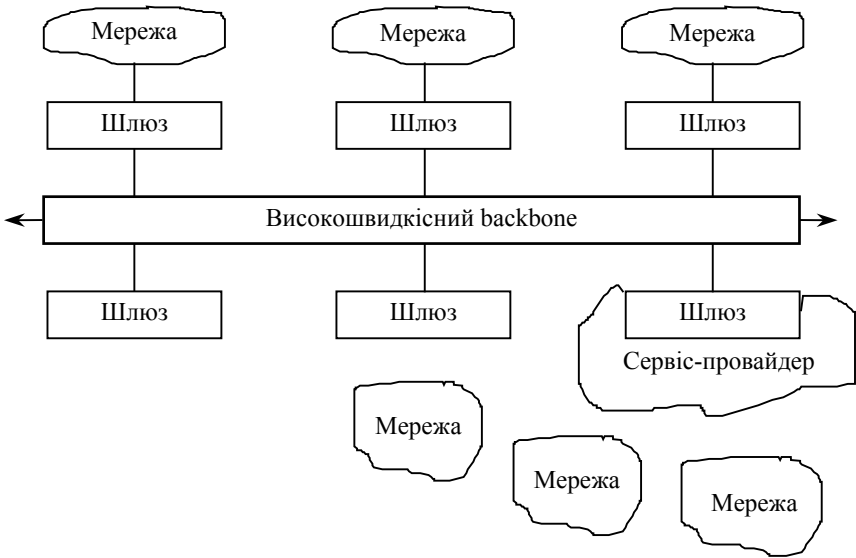 Мережа
Мережа
Мережа
Шлюз
Шлюз
Шлюз
Високошвидкісний backbone
Шлюз
Шлюз
Шлюз
Сервіс-провайдер
Мережа
Мережа
Мережа